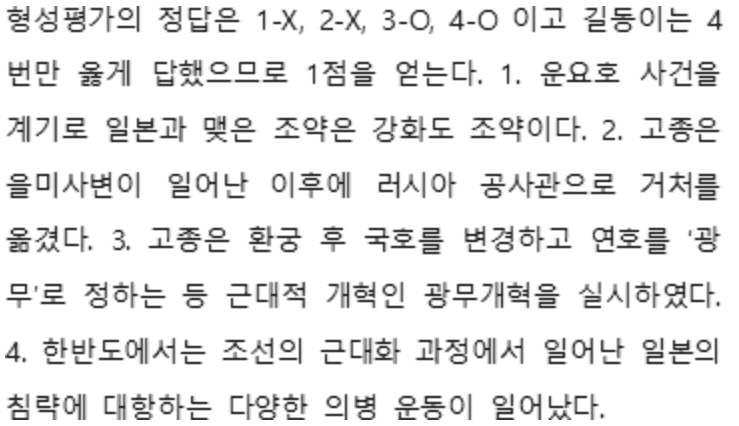 형성평가의 정답은 1-X, 2-X, 3-O, 4-O 이고 길동이는 4
번만 옳게 답했으므로 1점을 얻는다. 1. 운요호 사건을
계기로 일본과 맺은 조약은 강화도 조약이다. 2. 고종은
을미사변이 일어난 이후에 러시아 공사관으로 거처를
옮겼다. 3. 고종은 환궁 후 국호를 변경하고 연호를 ‘광
무’로 정하는 등 근대적 개혁인 광무개혁을 실시하였다.
4. 한반도에서는 조선의 근대화 과정에서 일어난 일본의
침략에 대항하는 다양한 의병 운동이 일어났다.